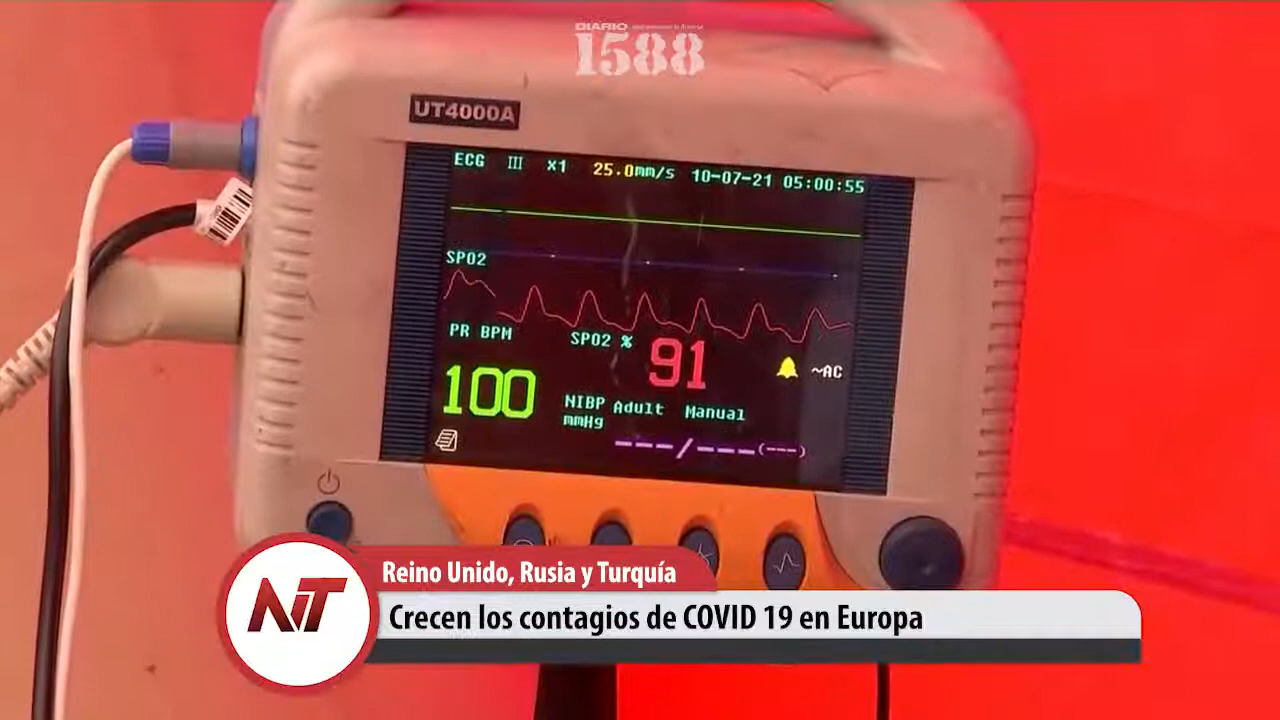 DIARIO
1588
UT4000A
ECG III x1 25.0mm/s 10-07-21 05:00:55
SPO2
PR BPM SPO2 % 91 ~AC
100 NIBP Adult Manual
mmHg
---/---(---)
NT
Reino Unido, Rusia y Turquía
Crecen los contagios de COVID 19 en Europa